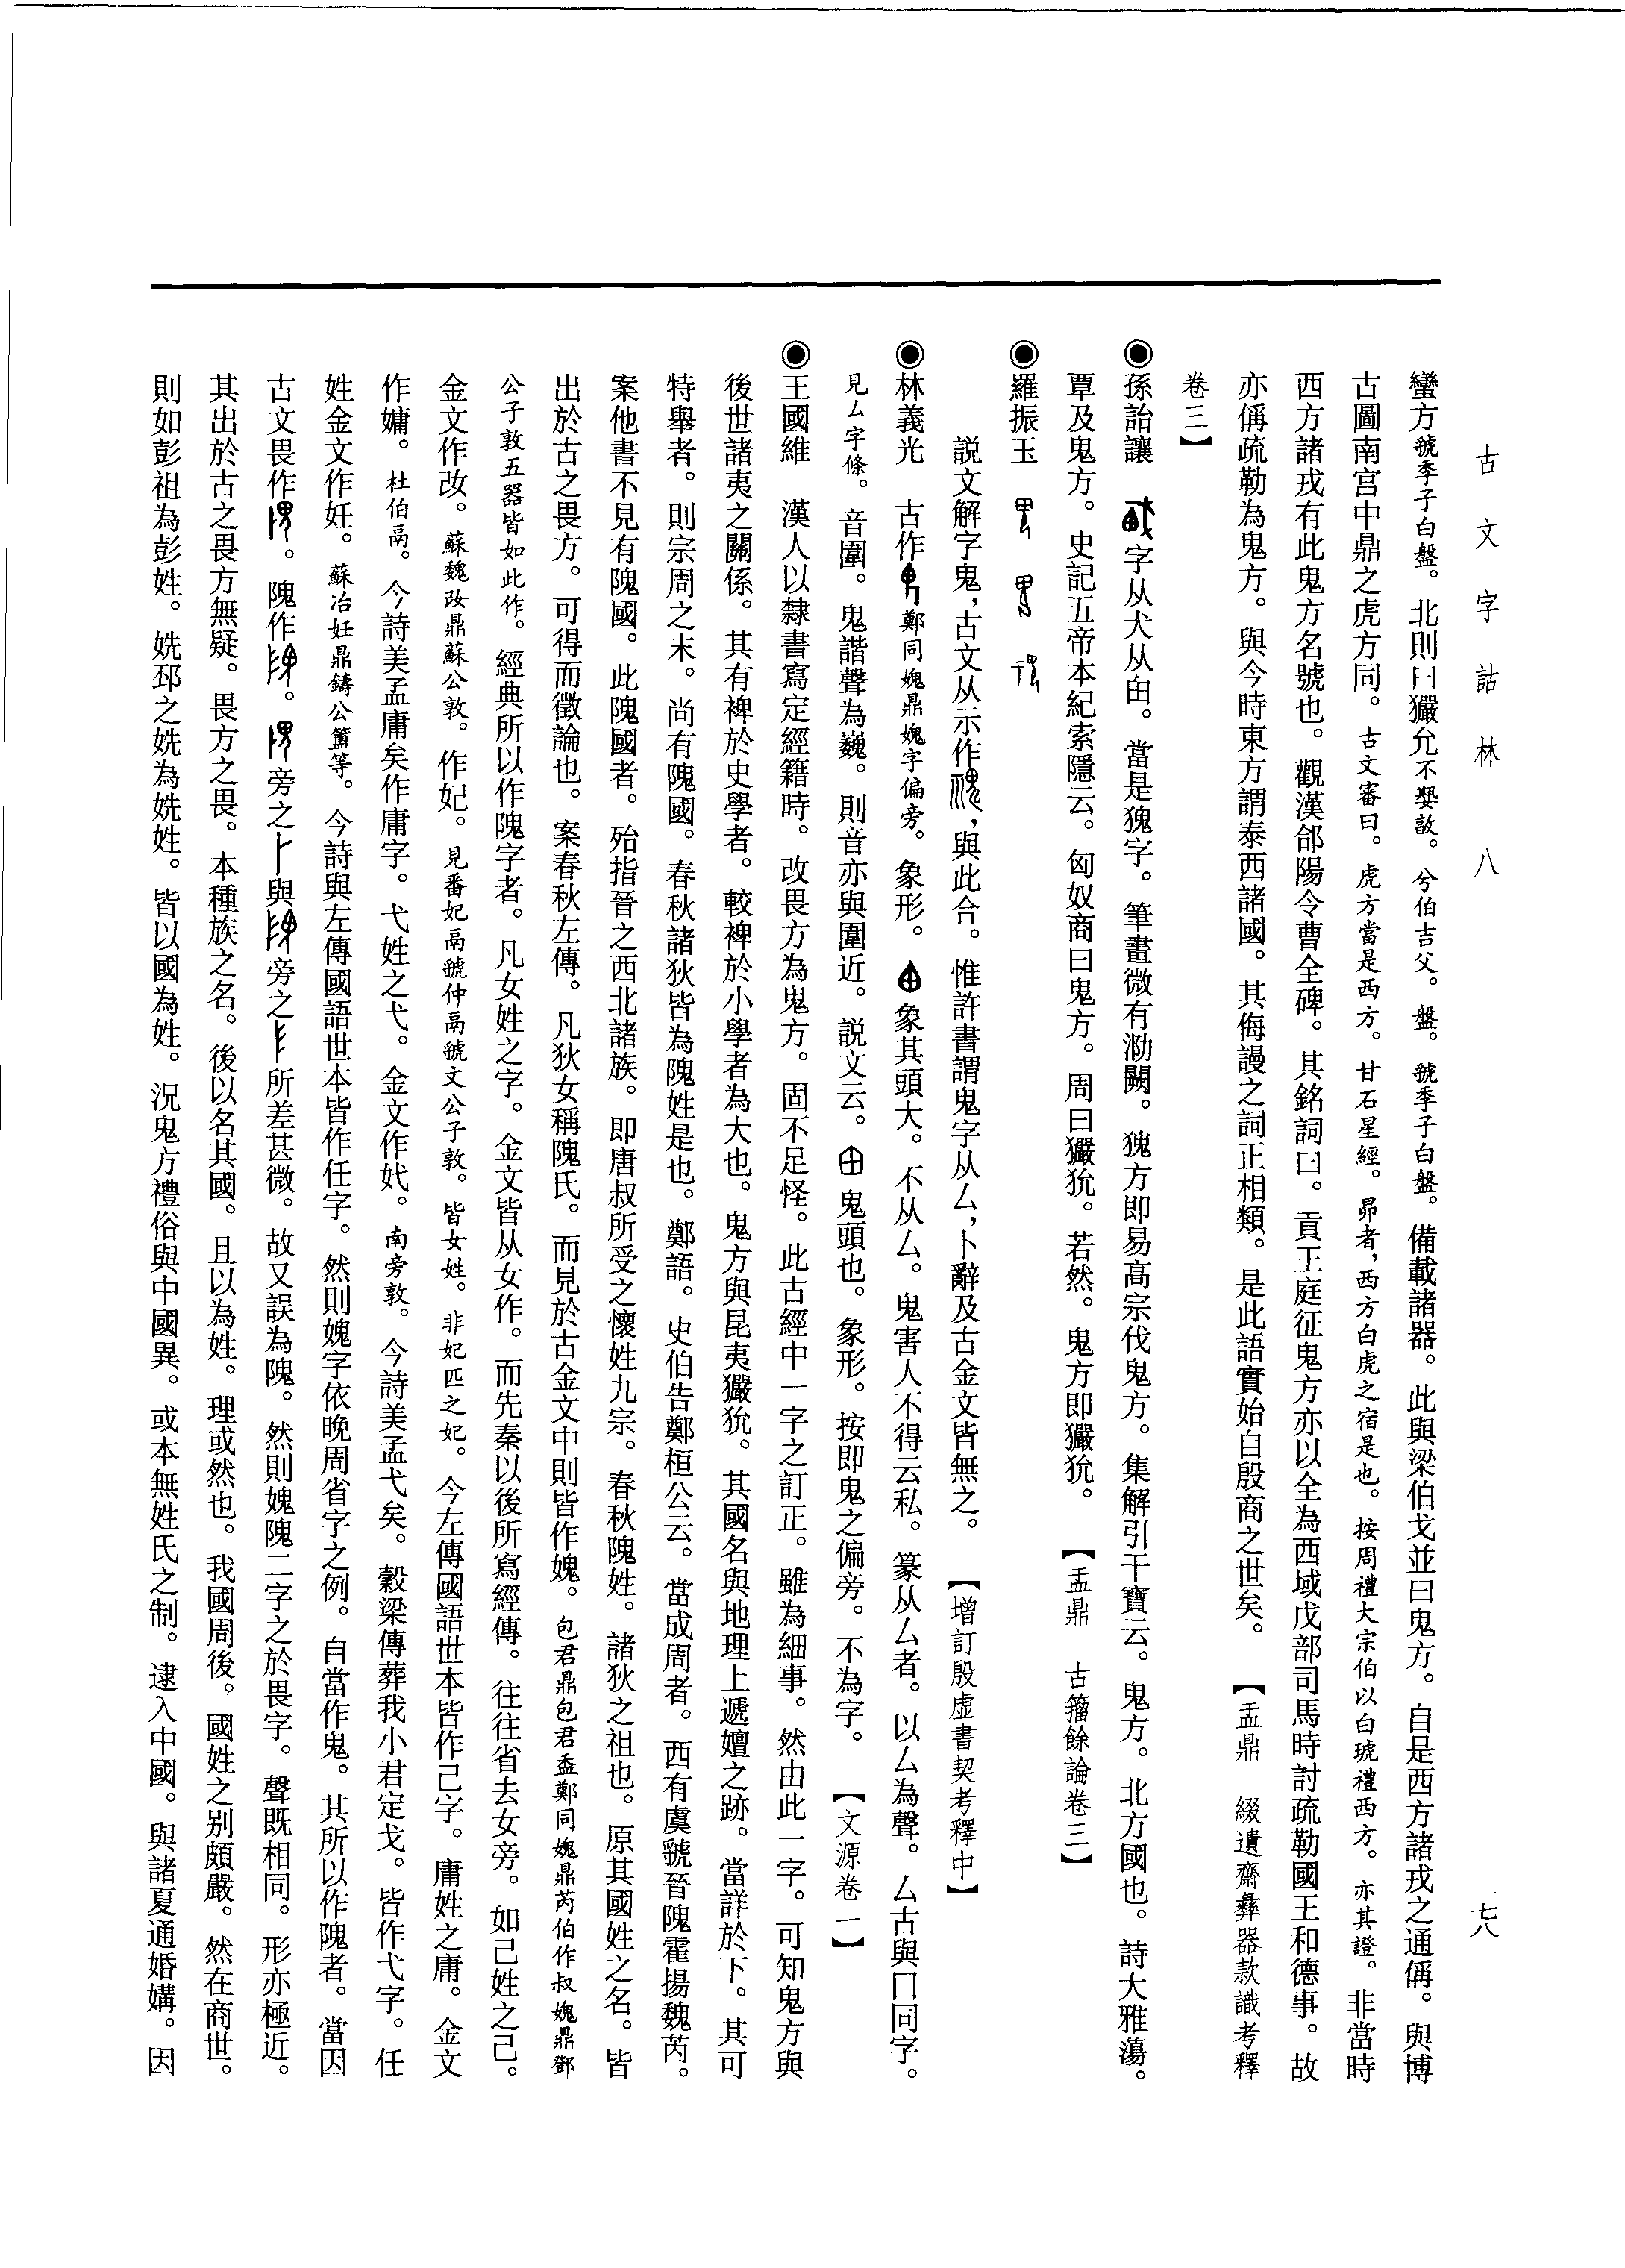 古文字詁林　八
一七八
蠻方虢季子白盤。北則曰玁允不𡢁敦。兮伯吉父。盤。虢季子白盤。備載諸器。此與梁伯戈並曰鬼方。自是西方諸戎之通偁。與博
古圖南宫中鼎之虎方同。古文審曰。虎方當是西方。甘石星經。昴者，西方白虎之宿是也。按周禮大宗伯以白琥禮西方。亦其證。非當時
西方諸戎有此鬼方名號也。觀漢郃陽令曹全碑。其銘詞曰。貢王庭征鬼方亦以全為西域戊部司馬時討疏勒國王和德事。故
亦偁疏勒為鬼方。與今時東方謂泰西諸國。其侮謾之詞正相類。是此語實始自殷商之世矣。【盂鼎　綴遺齋彝器款識考釋
卷三】
◉孫詒讓　字从犬从甶。當是𤟇字。筆畫微有泐闕。𤟇方即易高宗伐鬼方。集解引干寶云。鬼方。北方國也。詩大雅蕩。
覃及鬼方。史記五帝本紀索隱云。匈奴商曰鬼方。周曰玁狁。若然。鬼方即玁狁。【盂鼎　古籀餘論卷三】
◉羅振玉
説文解字鬼，古文从示作，與此合。惟許書謂鬼字从厶，卜辭及古金文皆無之。【增訂殷虛書契考釋中】
◉林義光　古作鄭同媿鼎媿字偏旁。象形。象其頭大。不从厶。鬼害人不得云私。篆从厶者。以厶為聲。厶古與囗同字。
見厶字條。音圍。鬼諧聲為巍。則音亦與圍近。説文云。甶鬼頭也。象形。按即鬼之偏旁。不為字。【文源卷一】
◉王國維　漢人以隸書寫定經籍時。改畏方為鬼方。固不足怪。此古經中一字之訂正。雖為細事。然由此一字。可知鬼方與
後世諸夷之關係。其有裨於史學者。較裨於小學者為大也。鬼方與昆夷玁狁。其國名與地理上遞嬗之跡。當詳於下。其可
特舉者。則宗周之末。尚有隗國。春秋諸狄皆為隗姓是也。鄭語。史伯告鄭桓公云。當成周者。西有虞虢晉隗霍揚魏芮。
案他書不見有隗國。此隗國者。殆指晉之西北諸族。即唐叔所受之懷姓九宗。春秋隗姓。諸狄之祖也。原其國姓之名。皆
出於古之畏方。可得而徵論也。案春秋左傳。凡狄女稱隗氏。而見於古金文中則皆作媿。包君鼎包君盉鄭同媿鼎芮伯作叔媿鼎鄧
公子敦五器皆如此作。經典所以作隗字者。凡女姓之字。金文皆从女作。而先秦以後所寫經傳。往往省去女旁。如己姓之己。
金文作改。蘇魏改鼎蘇公敦。作妃。見番妃鬲虢仲鬲虢文公子敦。皆女姓。非妃匹之妃。今左傳國語世本皆作己字。庸姓之庸。金文
作㜤。杜伯鬲。今詩美孟庸矣作庸字。弋姓之弋。金文作妷。南旁敦。今詩美孟弋矣。穀梁傳葬我小君定弋。皆作弋字。任
姓金文作妊。蘇冶妊鼎鑄公簠等。今詩與左傳國語世本皆作任字。然則媿字依晚周省字之例。自當作鬼。其所以作隗者。當因
古文畏作。隗作。旁之與旁之所差甚微。故又誤為隗。然則媿隗二字之於畏字。聲既相同。形亦極近。
其出於古之畏方無疑。畏方之畏。本種族之名。後以名其國。且以為姓。理或然也。我國周後。國姓之别頗嚴。然在商世。
則如彭祖為彭姓。姺邳之姺為姺姓。皆以國為姓。況鬼方禮俗與中國異。或本無姓氏之制。逮入中國。與諸夏通婚媾。因